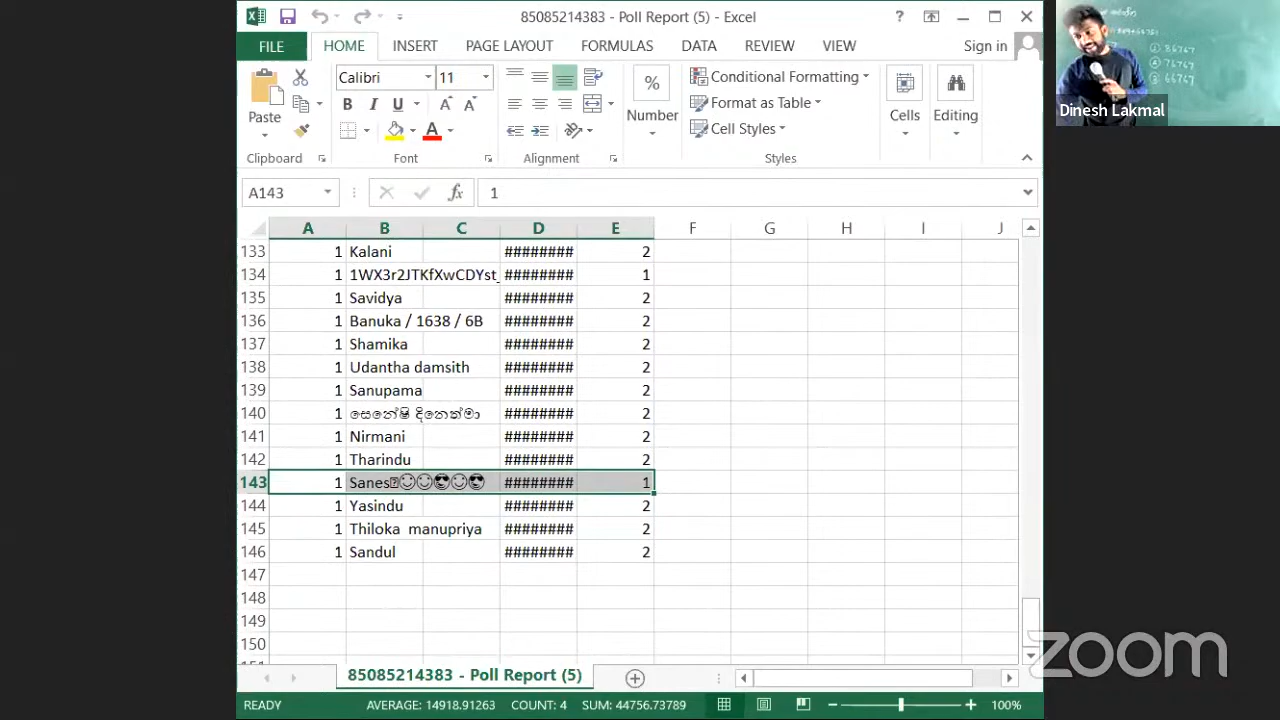 85085214383 - Poll Report (5) - Excel
Sign in
FILE HOME INSERT PAGE LAYOUT FORMULAS DATA REVIEW VIEW
Calibri 11
Paste
B I U
A A
A
%
Number
Conditional Formatting
Format as Table
Cell Styles
Cells
Editing
Clipboard Font Alignment Styles
A143 fx 1
A B C D E F G H I J
133 1 Kalani ######## 2
134 1 1WX3r2JTKfXwCDYst_ ######## 1
135 1 Savidya ######## 2
136 1 Banuka / 1638 / 6B ######## 2
137 1 Shamika ######## 2
138 1 Udantha damsith ######## 2
139 1 Sanupama ######## 2
140 1 සෙනේෂි දිනෙත්මා ######## 2
141 1 Nirmani ######## 2
142 1 Tharindu ######## 2
143 1 Sanes ######## 1
144 1 Yasindu ######## 2
145 1 Thiloka manupriya ######## 2
146 1 Sandul ######## 2
147
148
149
150
85085214383 - Poll Report (5)
READY AVERAGE: 14918.91263 COUNT: 4 SUM: 44756.73789 100%
86767
76767
66767
Dinesh Lakmal
zoom